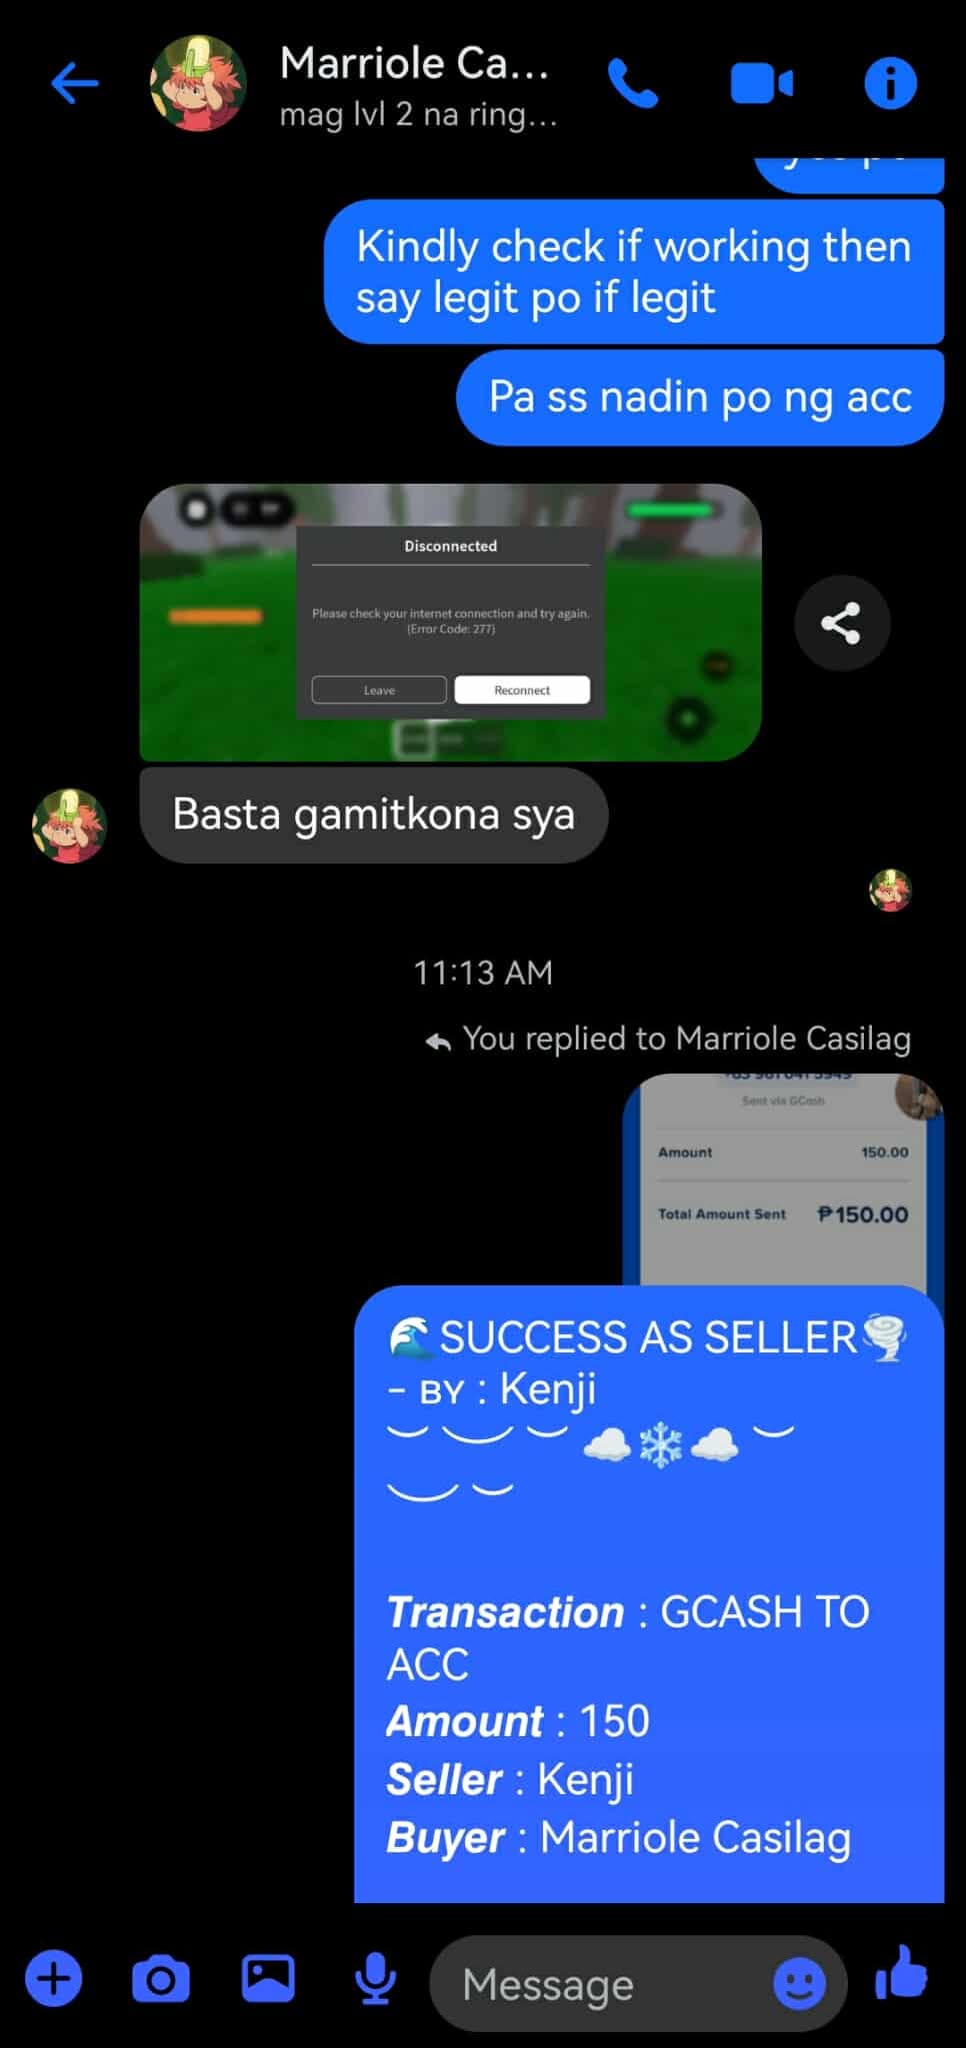 Marriole Ca...
mag lvl 2 na ring...
Kindly check if working then
say legit po if legit
Pa ss nadin po ng acc
Disconnected
Please check your internet connection and try again.
(Error Code: 277)
Leave
Reconnect
Basta gamitkona sya
11:13 AM
You replied to Marriole Casilag
Sent via GCash
Amount 150.00
Total Amount Sent ₱150.00
🌊SUCCESS AS SELLER🌪️
- ʙʏ : Kenji
︶︶︶ ☁️❄️☁️ ︶
︶︶
Transaction : GCASH TO
ACC
Amount : 150
Seller : Kenji
Buyer : Marriole Casilag
Message